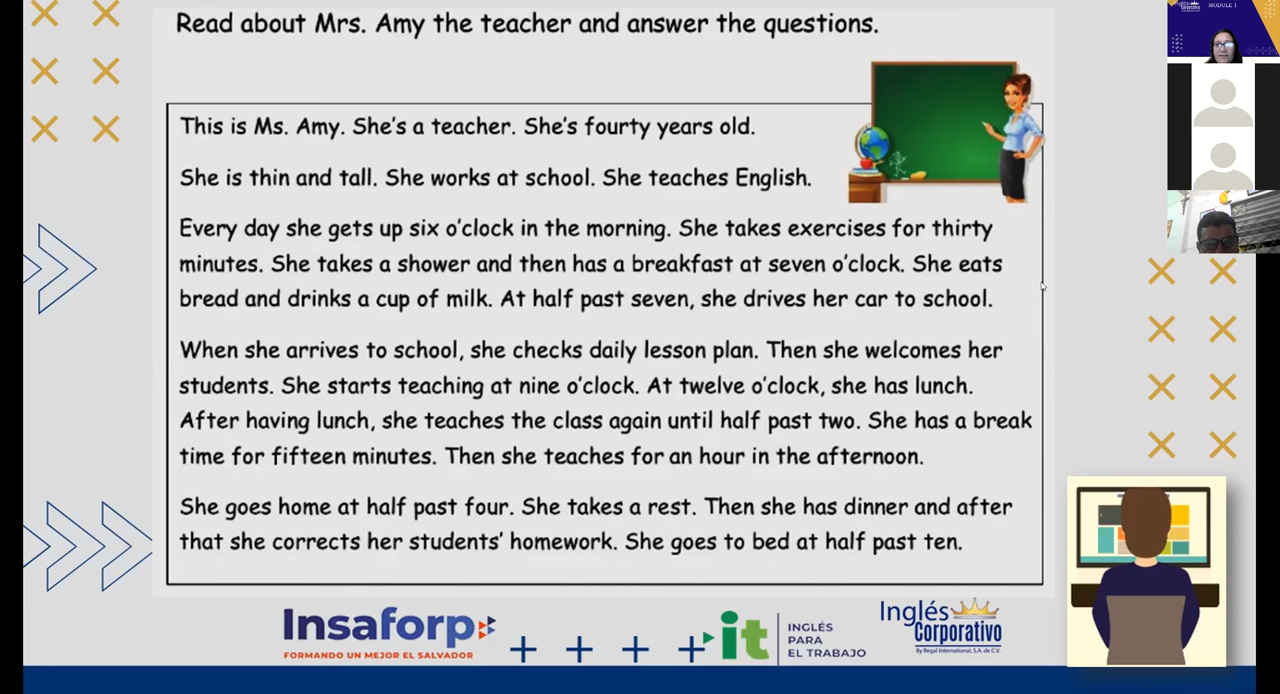 Read about Mrs. Amy the teacher and answer the questions.
MODULE 1
This is Ms. Amy. She's a teacher. She's fourty years old.
She is thin and tall. She works at school. She teaches English.
Every day she gets up six o'clock in the morning. She takes exercises for thirty
minutes. She takes a shower and then has a breakfast at seven o'clock. She eats
bread and drinks a cup of milk. At half past seven, she drives her car to school.
When she arrives to school, she checks daily lesson plan. Then she welcomes her
students. She starts teaching at nine o'clock. At twelve o'clock, she has lunch.
After having lunch, she teaches the class again until half past two. She has a break
time for fifteen minutes. Then she teaches for an hour in the afternoon.
She goes home at half past four. She takes a rest. Then she has dinner and after
that she corrects her students' homework. She goes to bed at half past ten.
Insaforp
FORMANDO UN MEJOR EL SALVADOR
it
INGLÉS
PARA
EL TRABAJO
Inglés
Corporativo
By Regal International, S.A. de C.V.